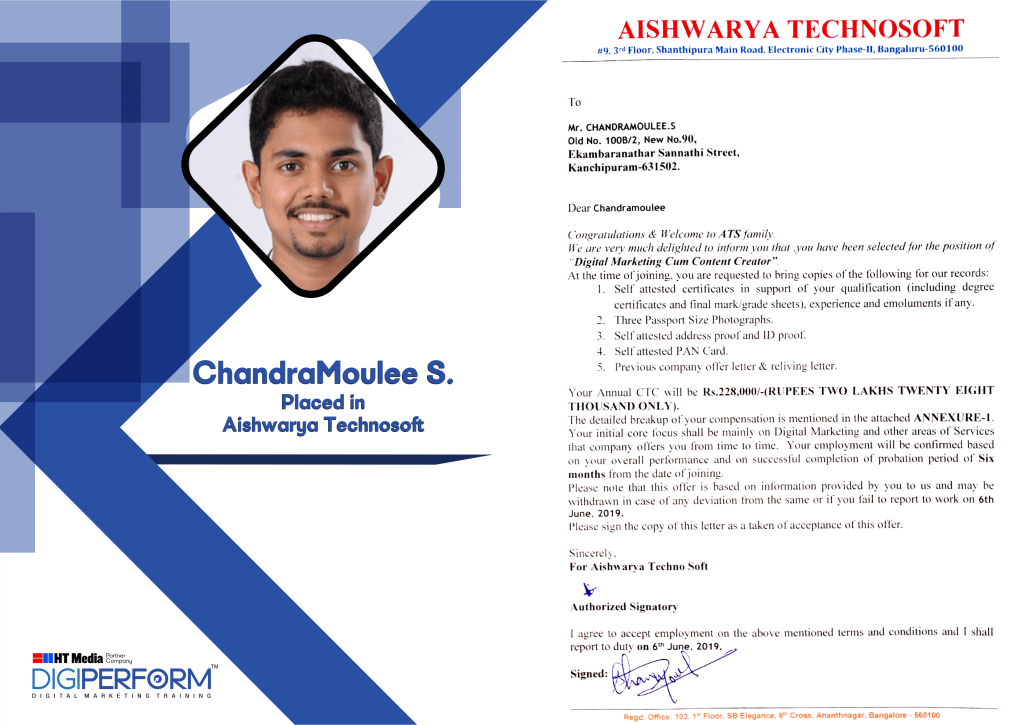 ChandraMoulee S.
Placed in
Aishwarya Technosoft
HT Media Partner Company
DIGIPERFORM™
DIGITAL MARKETING TRAINING
AISHWARYA TECHNOSOFT
#9, 3rd Floor, Shanthipura Main Road, Electronic City Phase-II, Bangaluru-560100
To
Mr. CHANDRAMOULEE.S
Old No. 100B/2, New No.90,
Ekambaranathar Sannathi Street,
Kanchipuram-631502.
Dear Chandramoulee
Congratulations & Welcome to ATS family.
We are very much delighted to inform you that ,you have been selected for the position of
"Digital Marketing Cum Content Creator".
At the time of joining, you are requested to bring copies of the following for our records:
1. Self attested certificates in support of your qualification (including degree
certificates and final mark/grade sheets), experience and emoluments if any.
2. Three Passport Size Photographs.
3. Self attested address proof and ID proof.
4. Self attested PAN Card.
5. Previous company offer letter & reliving letter.
Your Annual CTC will be Rs.228,000/-(RUPEES TWO LAKHS TWENTY EIGHT
THOUSAND ONLY).
The detailed breakup of your compensation is mentioned in the attached ANNEXURE-1.
Your initial core focus shall be mainly on Digital Marketing and other areas of Services
that company offers you from time to time. Your employment will be confirmed based
on your overall performance and on successful completion of probation period of Six
months from the date of joining.
Please note that this offer is based on information provided by you to us and may be
withdrawn in case of any deviation from the same or if you fail to report to work on 6th
June, 2019.
Please sign the copy of this letter as a taken of acceptance of this offer.
Sincerely,
For Aishwarya Techno Soft
Authorized Signatory
I agree to accept employment on the above mentioned terms and conditions and I shall
report to duty on 6th June, 2019.
Signed:
Regd. Office: 103, 1st Floor, SB Elegance, 9th Cross, Ananthnagar, Bangalore - 560100